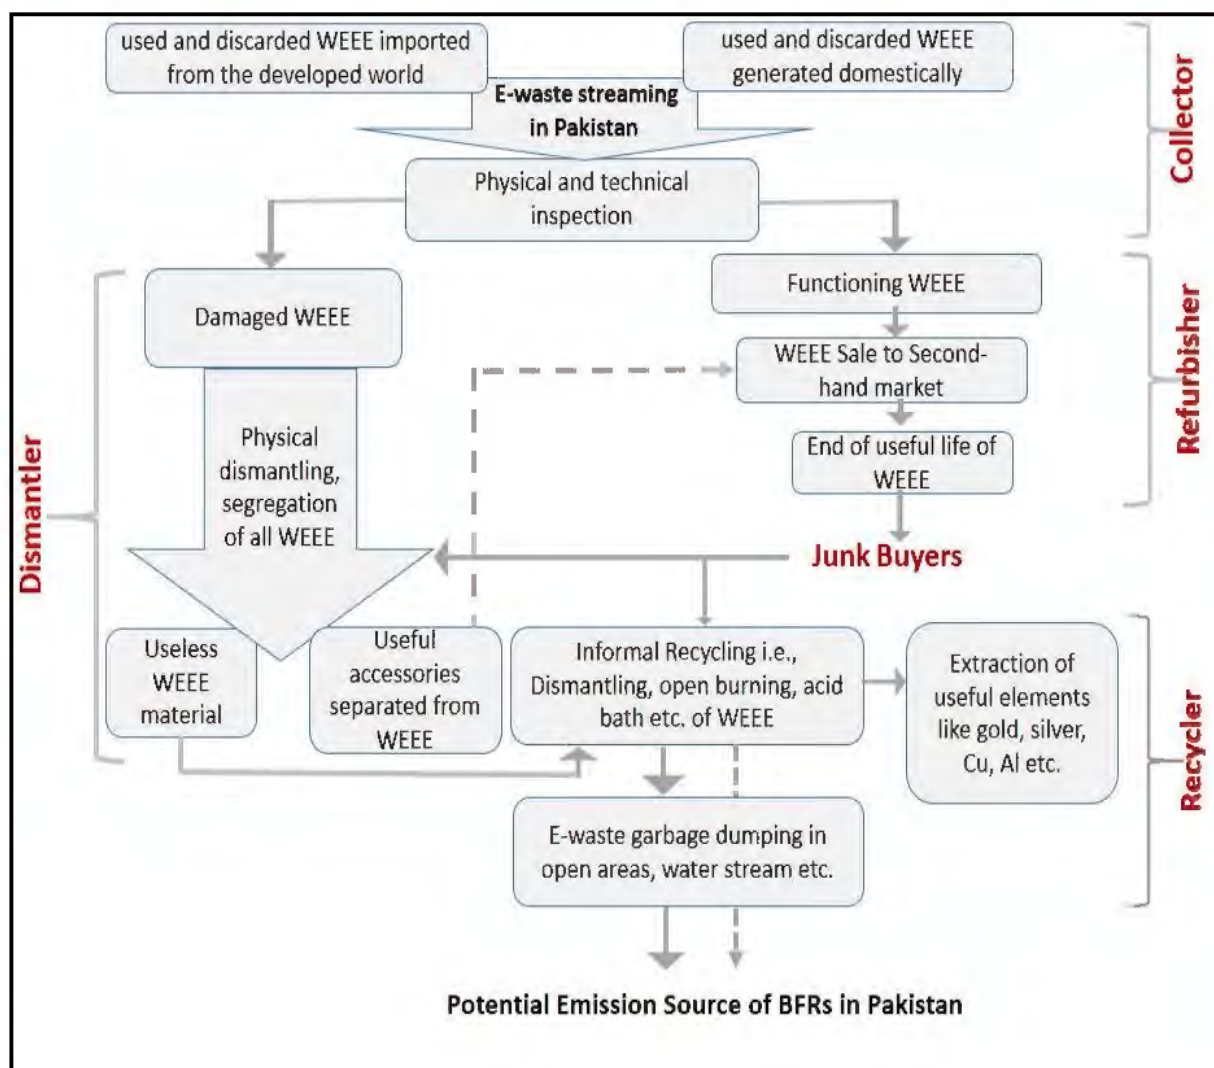 used and discarded WEEE imported
from the developed world
used and discarded WEEE
generated domestically
E-waste streaming
in Pakistan
Collector
Physical and technical
inspection
Damaged WEEE
Functioning WEEE
WEEE Sale to Second-
hand market
End of useful life of
WEEE
Refurbisher
Dismantler
Physical
dismantling,
segregation
of all WEEE
Junk Buyers
Useless
WEEE
material
Useful
accessories
separated from
WEEE
Informal Recycling i.e.,
Dismantling, open burning, acid
bath etc. of WEEE
Extraction of
useful elements
like gold, silver,
Cu, Al etc.
Recycler
E-waste garbage dumping in
open areas, water stream etc.
Potential Emission Source of BFRs in Pakistan